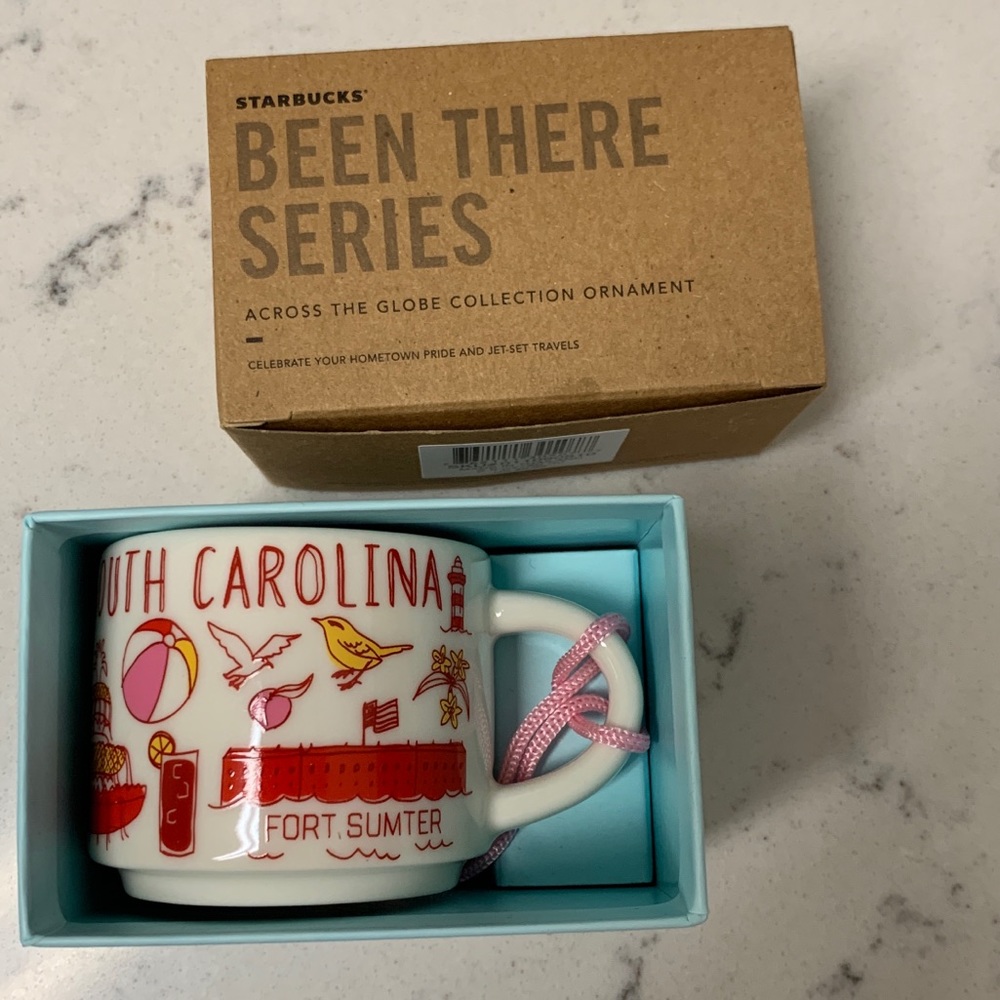 STARBUCKS
BEEN THERE
SERIES
ACROSS THE GLOBE COLLECTION ORNAMENT
CELEBRATE YOUR HOMETOWN PRIDE AND JET-SET TRAVELS
OUTH CAROLINA
FORT SUMTER